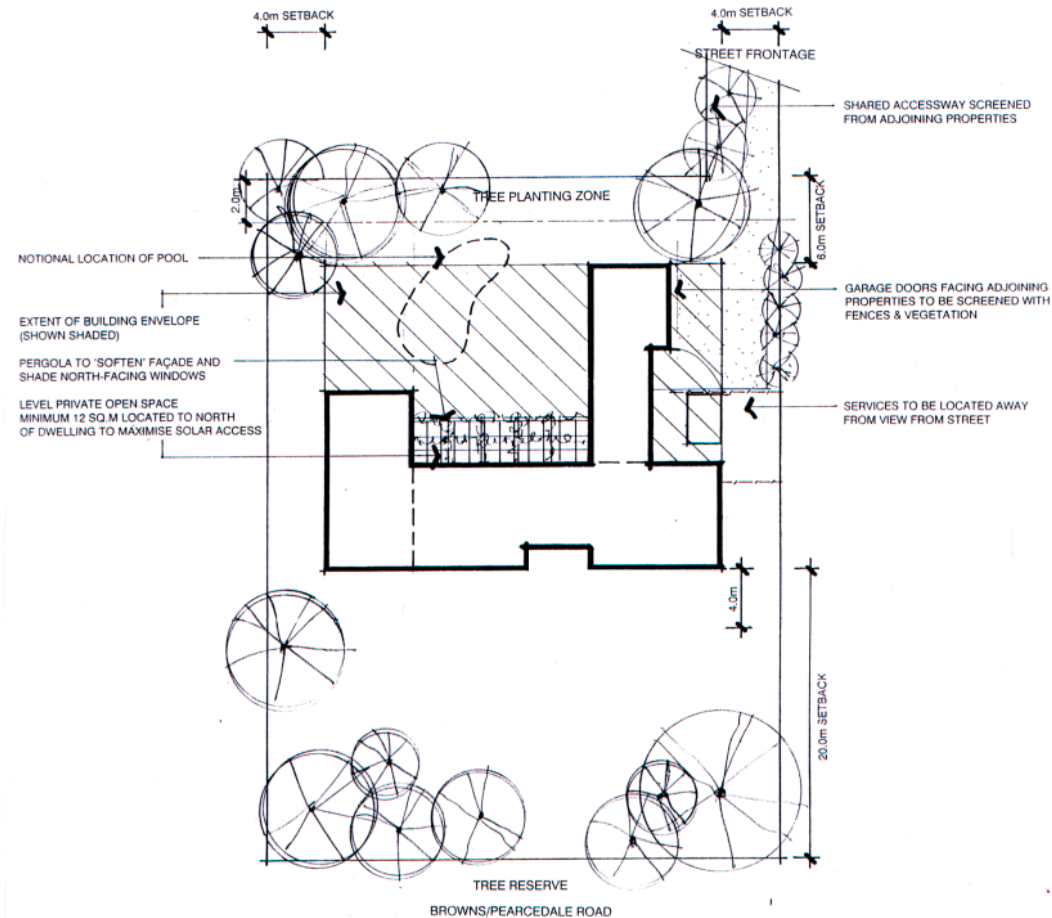 4.0m SETBACK
4.0m SETBACK
STREET FRONTAGE
SHARED ACCESSWAY SCREENED
FROM ADJOINING PROPERTIES
2.0m
TREE PLANTING ZONE
6.0m SETBACK
NOTIONAL LOCATION OF POOL
EXTENT OF BUILDING ENVELOPE
(SHOWN SHADED)
PERGOLA TO 'SOFTEN' FAÇADE AND
SHADE NORTH-FACING WINDOWS
LEVEL PRIVATE OPEN SPACE
MINIMUM 12 SQ.M LOCATED TO NORTH
OF DWELLING TO MAXIMISE SOLAR ACCESS
GARAGE DOORS FACING ADJOINING
PROPERTIES TO BE SCREENED WITH
FENCES & VEGETATION
SERVICES TO BE LOCATED AWAY
FROM VIEW FROM STREET
4.0m
20.0m SETBACK
TREE RESERVE
BROWNS/PEARCEDALE ROAD